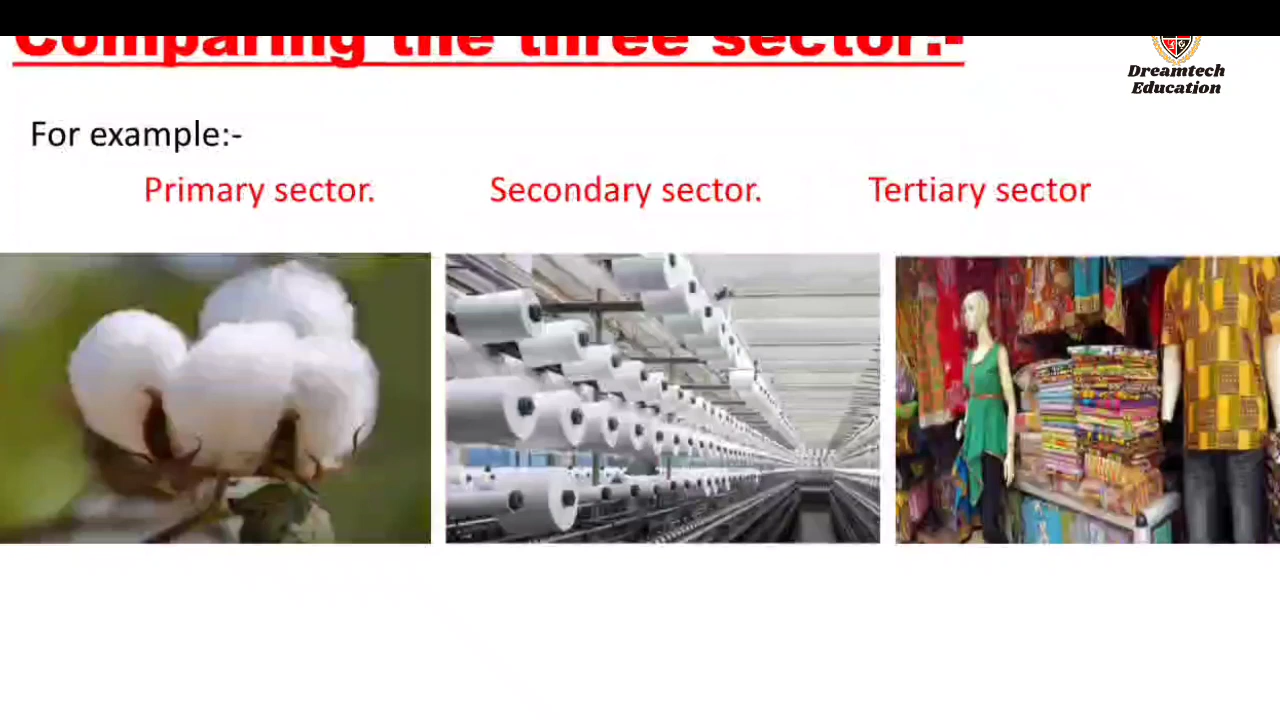 Comparing the three sector:-
Dreamtech
Education
For example:-
Primary sector.
Secondary sector.
Tertiary sector